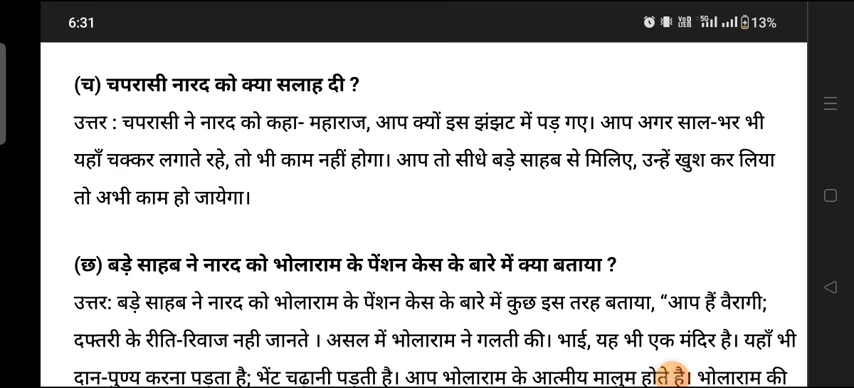 6:31
13%
(च) चपरासी नारद को क्या सलाह दी ?
उत्तर : चपरासी ने नारद को कहा- महाराज, आप क्यों इस झंझट में पड़ गए। आप अगर साल-भर भी
यहाँ चक्कर लगाते रहे, तो भी काम नहीं होगा। आप तो सीधे बड़े साहब से मिलिए, उन्हें खुश कर लिया
तो अभी काम हो जायेगा।
(छ) बड़े साहब ने नारद को भोलाराम के पेंशन केस के बारे में क्या बताया ?
उत्तर: बड़े साहब ने नारद को भोलाराम के पेंशन केस के बारे में कुछ इस तरह बताया, “आप हैं वैरागी;
दफ्तरी के रीति-रिवाज नही जानते । असल में भोलाराम ने गलती की। भाई, यह भी एक मंदिर है। यहाँ भी
दान-पुण्य करना पड़ता है; भेंट चढ़ानी पड़ती है। आप भोलाराम के आत्मीय मालुम होते है। भोलाराम की